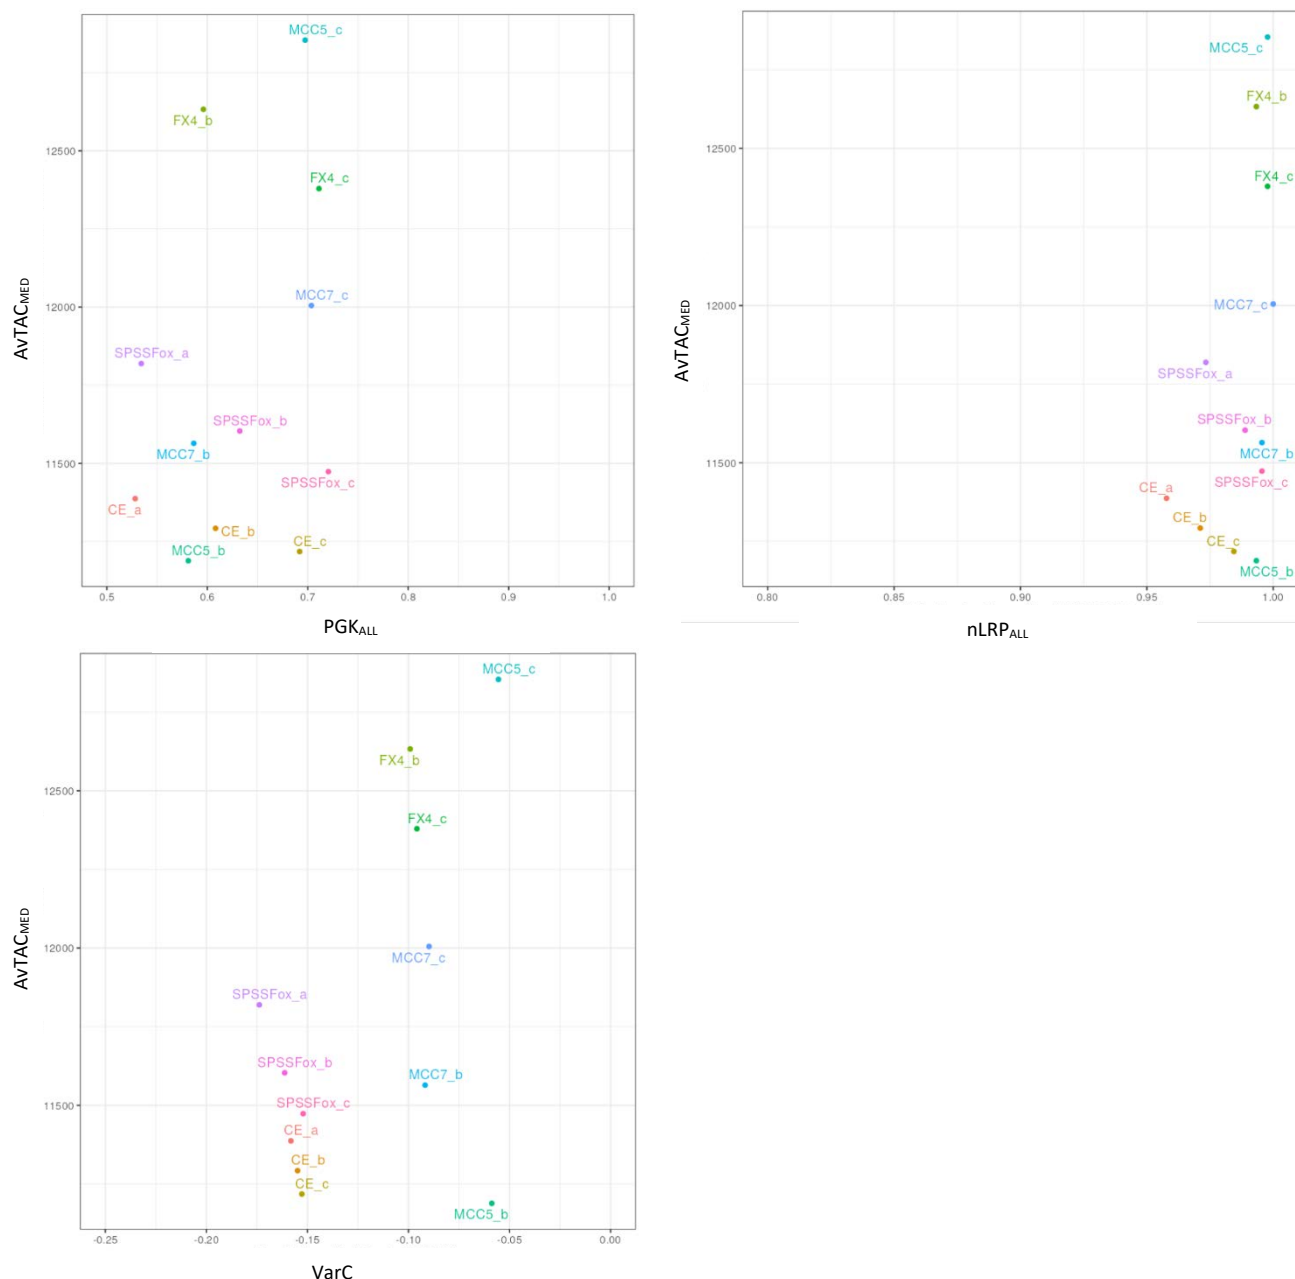 MCC5_c
FX4_b
12500
FX4_c
12000
MCC7_c
SPSSFox_a
SPSSFox_b
MCC7_b
11500
SPSSFox_c
CE_a
CE_b
CE_c
MCC5_b
AvTACMED
0.5 0.6 0.7 0.8 0.9 1.0
PGKALL
MCC5_c
FX4_b
12500
FX4_c
12000
MCC7_c
SPSSFox_a
SPSSFox_b
MCC7_b
11500
SPSSFox_c
CE_a
CE_b
CE_c
MCC5_b
AvTACMED
0.80 0.85 0.90 0.95 1.00
nLRPALL
MCC5_c
FX4_b
12500
FX4_c
12000
MCC7_c
SPSSFox_a
SPSSFox_b
MCC7_b
11500
SPSSFox_c
CE_a
CE_b
CE_c
MCC5_b
AvTACMED
-0.25 -0.20 -0.15 -0.10 -0.05 0.00
VarC